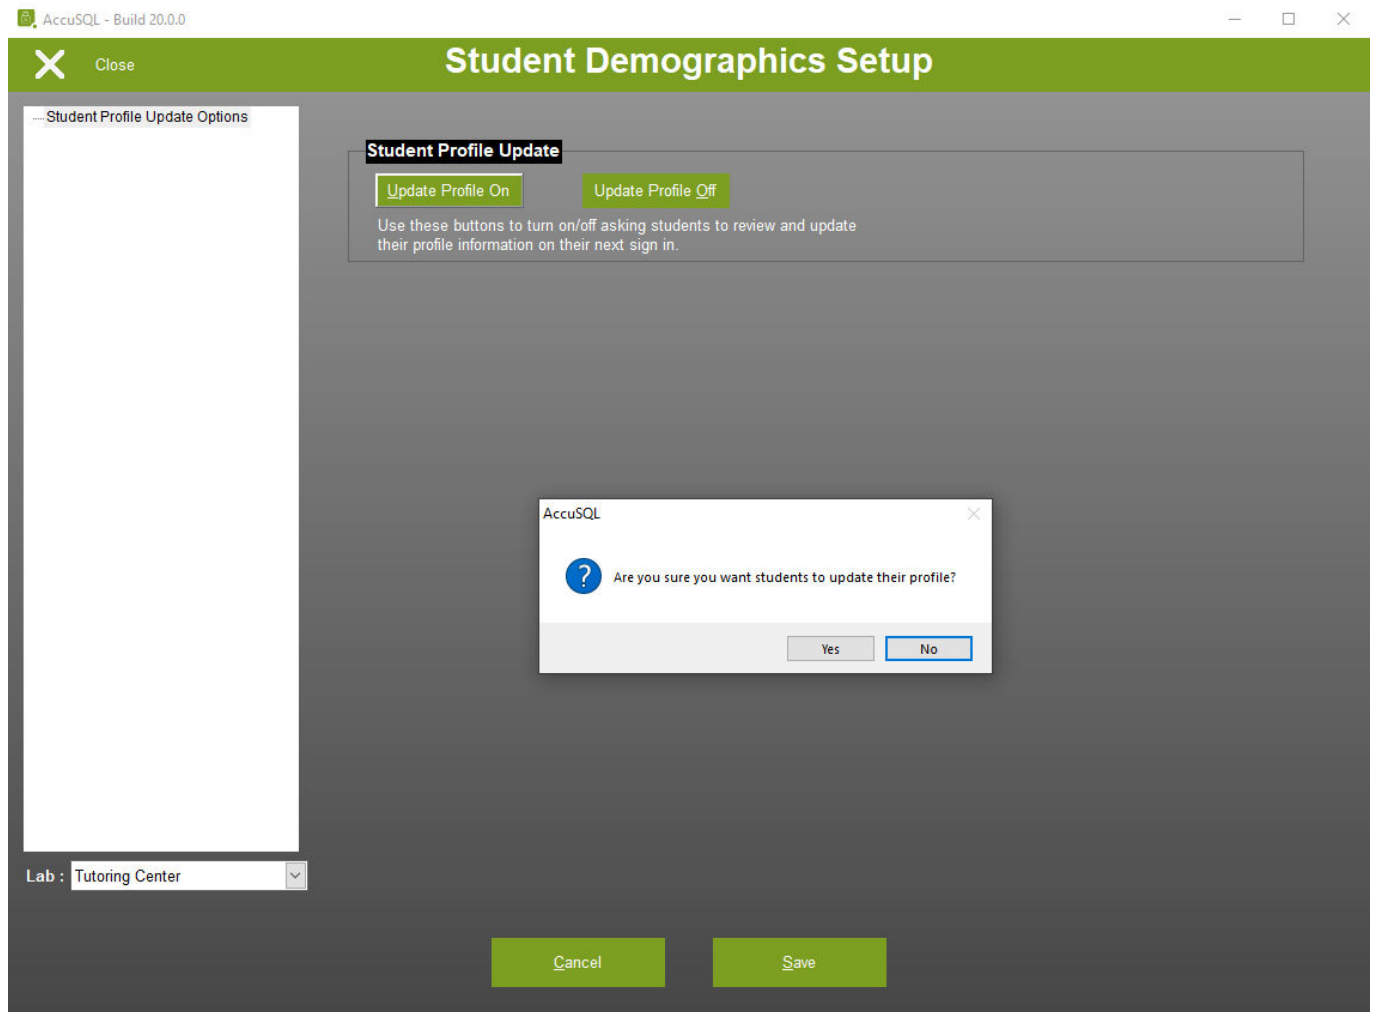 AccuSQL - Build 20.0.0
Close
Student Demographics Setup
Student Profile Update Options
Student Profile Update
Update Profile On
Update Profile Off
Use these buttons to turn on/off asking students to review and update
their profile information on their next sign in.
AccuSQL
Are you sure you want students to update their profile?
Yes
No
Lab : Tutoring Center
Cancel
Save